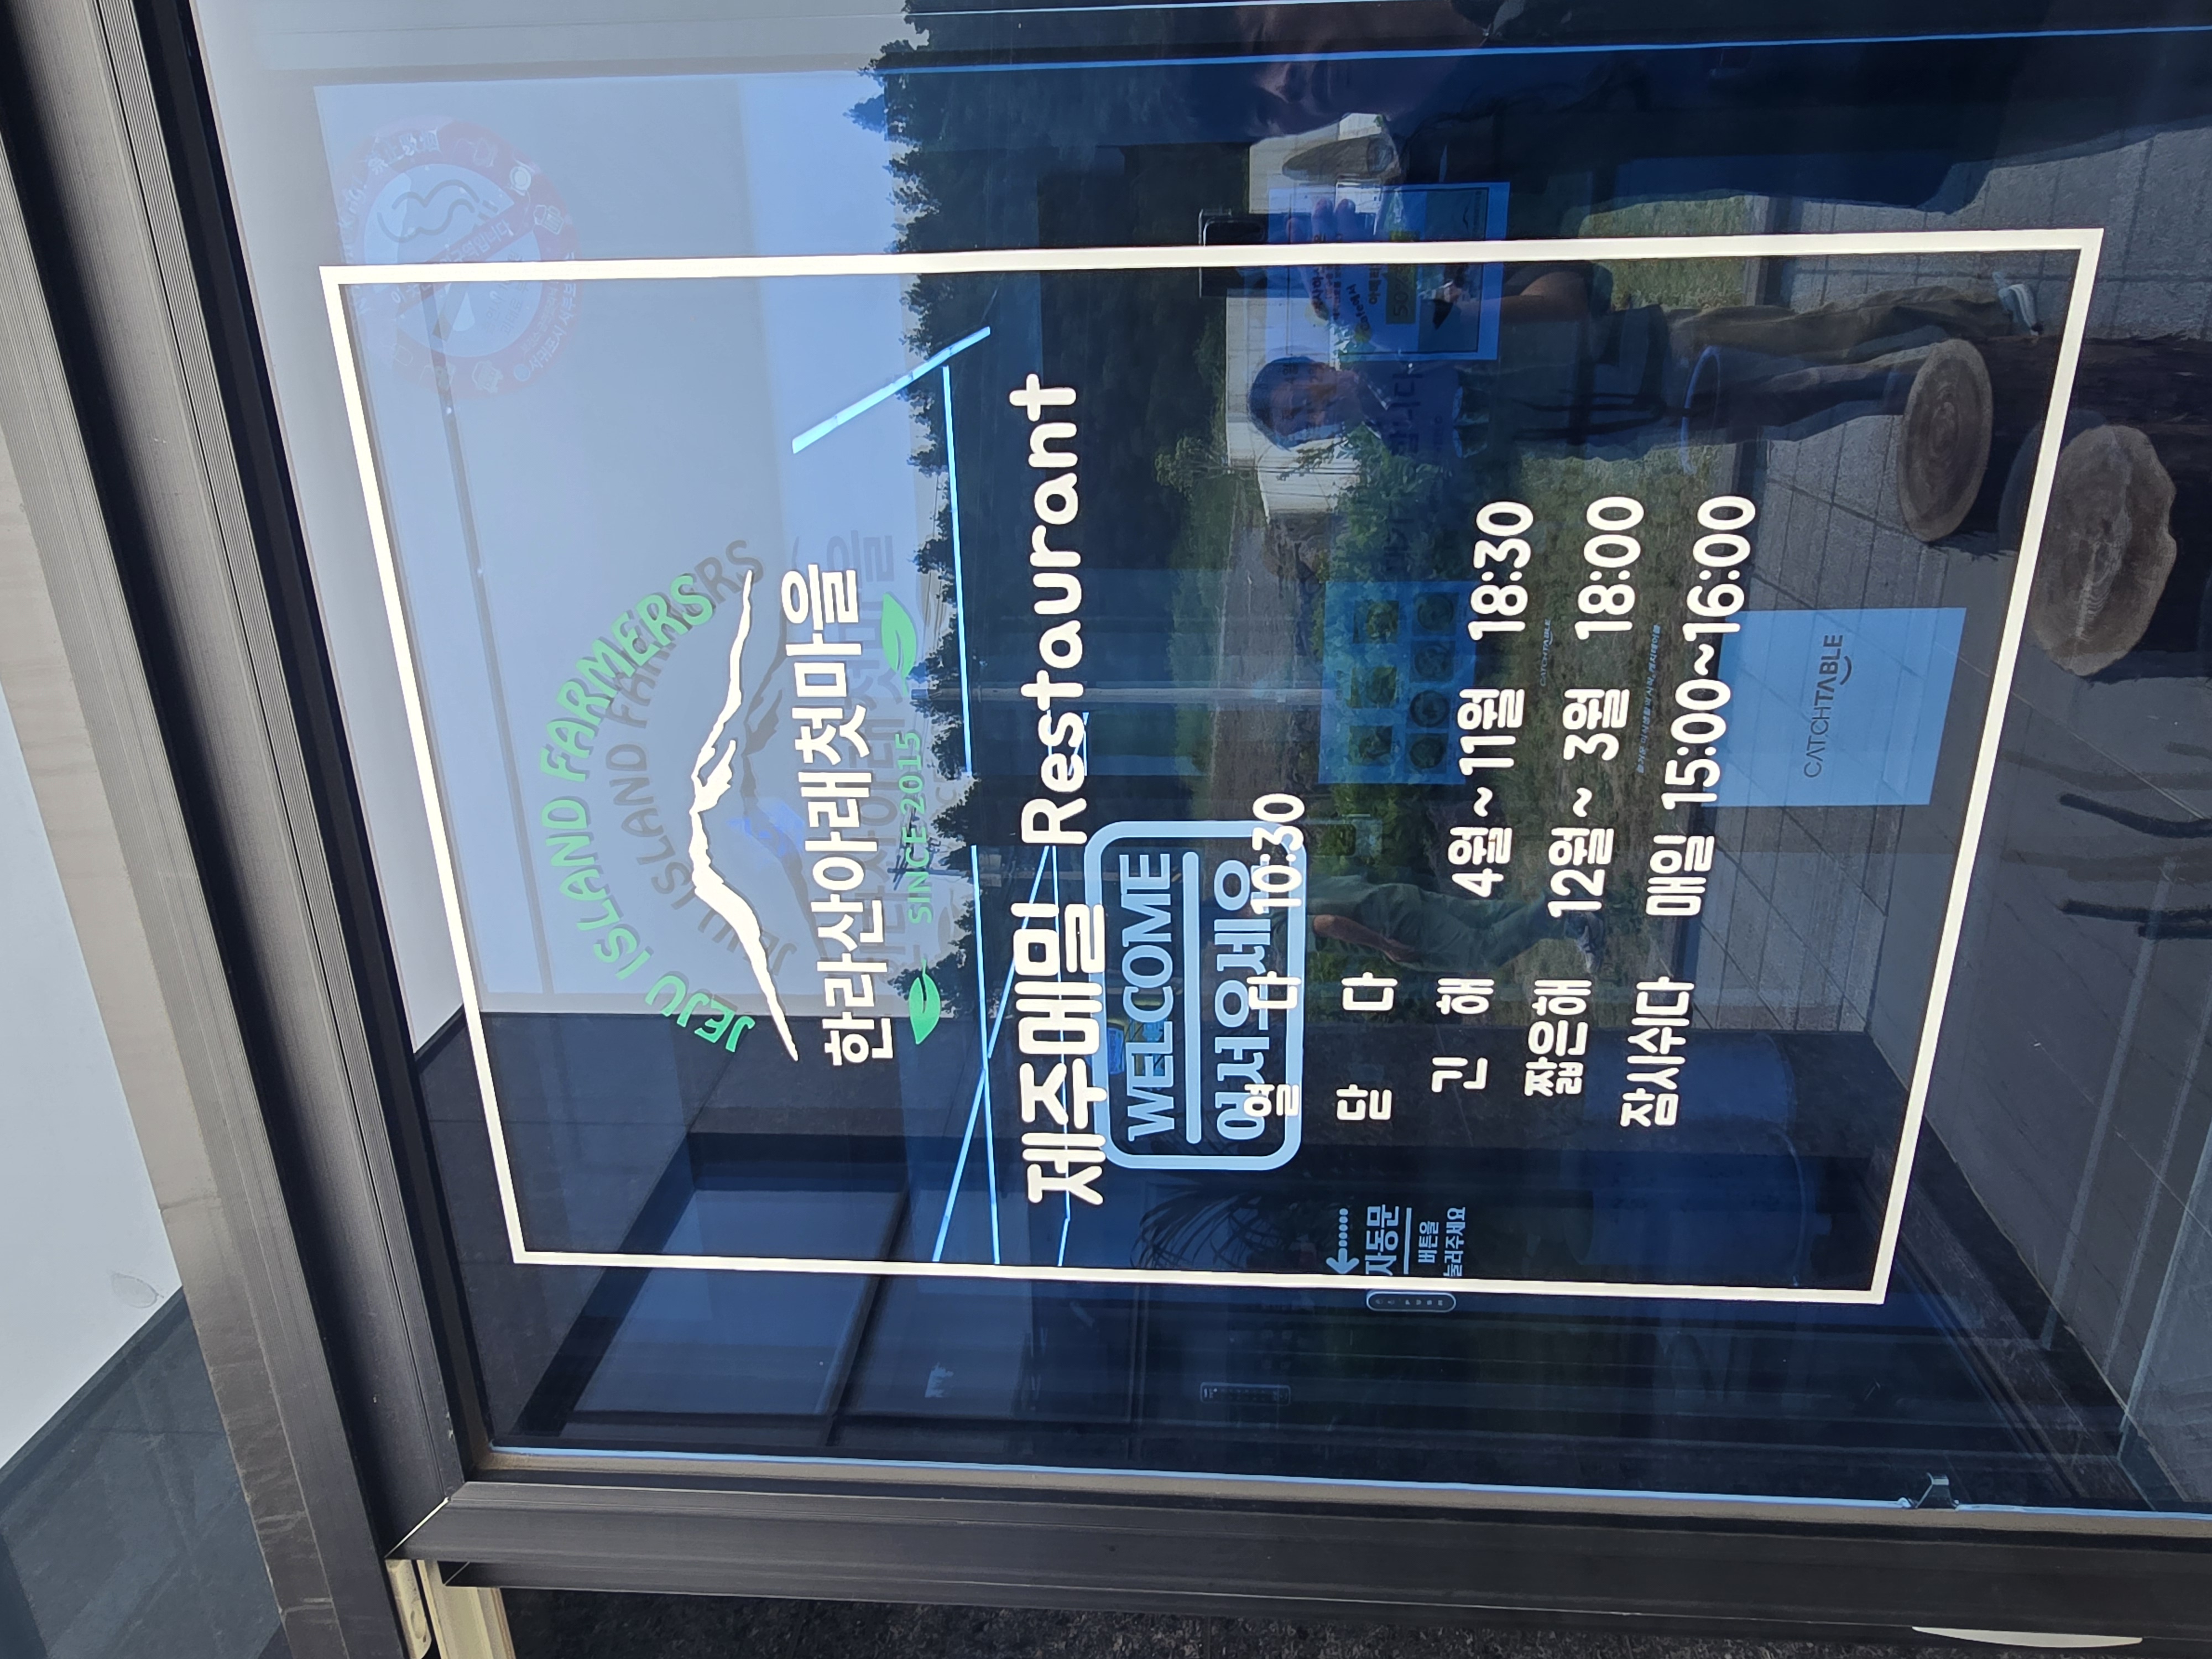 JEJU ISLAND FARMERS
한라산아래첫마을
SINCE 2015
제주메밀 Restaurant
WELCOME
어서오세요
열 다 10:30
닫 다
긴 해 4월~11월 18:30
짧은해 12월~ 3월 18:00
잠시쉬다 매일 15:00~16:00
자동문
버튼을
눌러주세요
CATCHTABLE